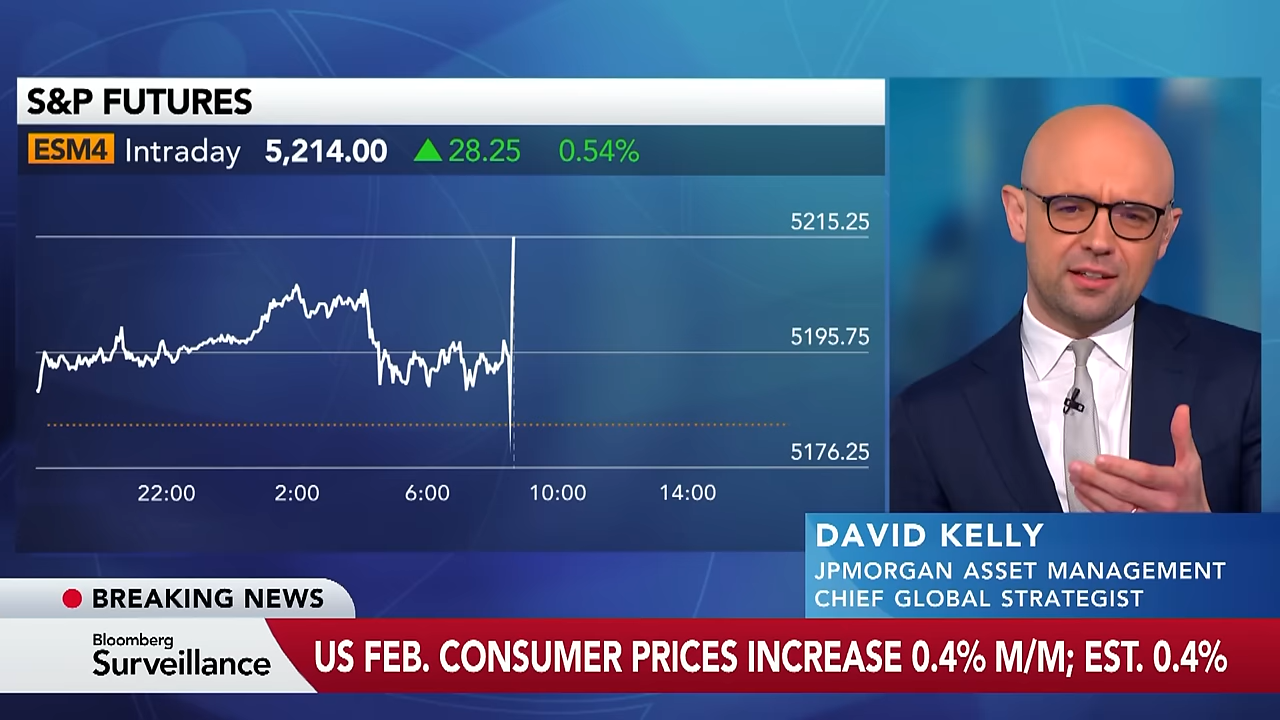 S&P FUTURES
ESM4 Intraday 5,214.00 ▲ 28.25 0.54%
5215.25
5195.75
5176.25
22:00 2:00 6:00 10:00 14:00
DAVID KELLY
JPMORGAN ASSET MANAGEMENT
CHIEF GLOBAL STRATEGIST
BREAKING NEWS
Bloomberg
Surveillance
US FEB. CONSUMER PRICES INCREASE 0.4% M/M; EST. 0.4%